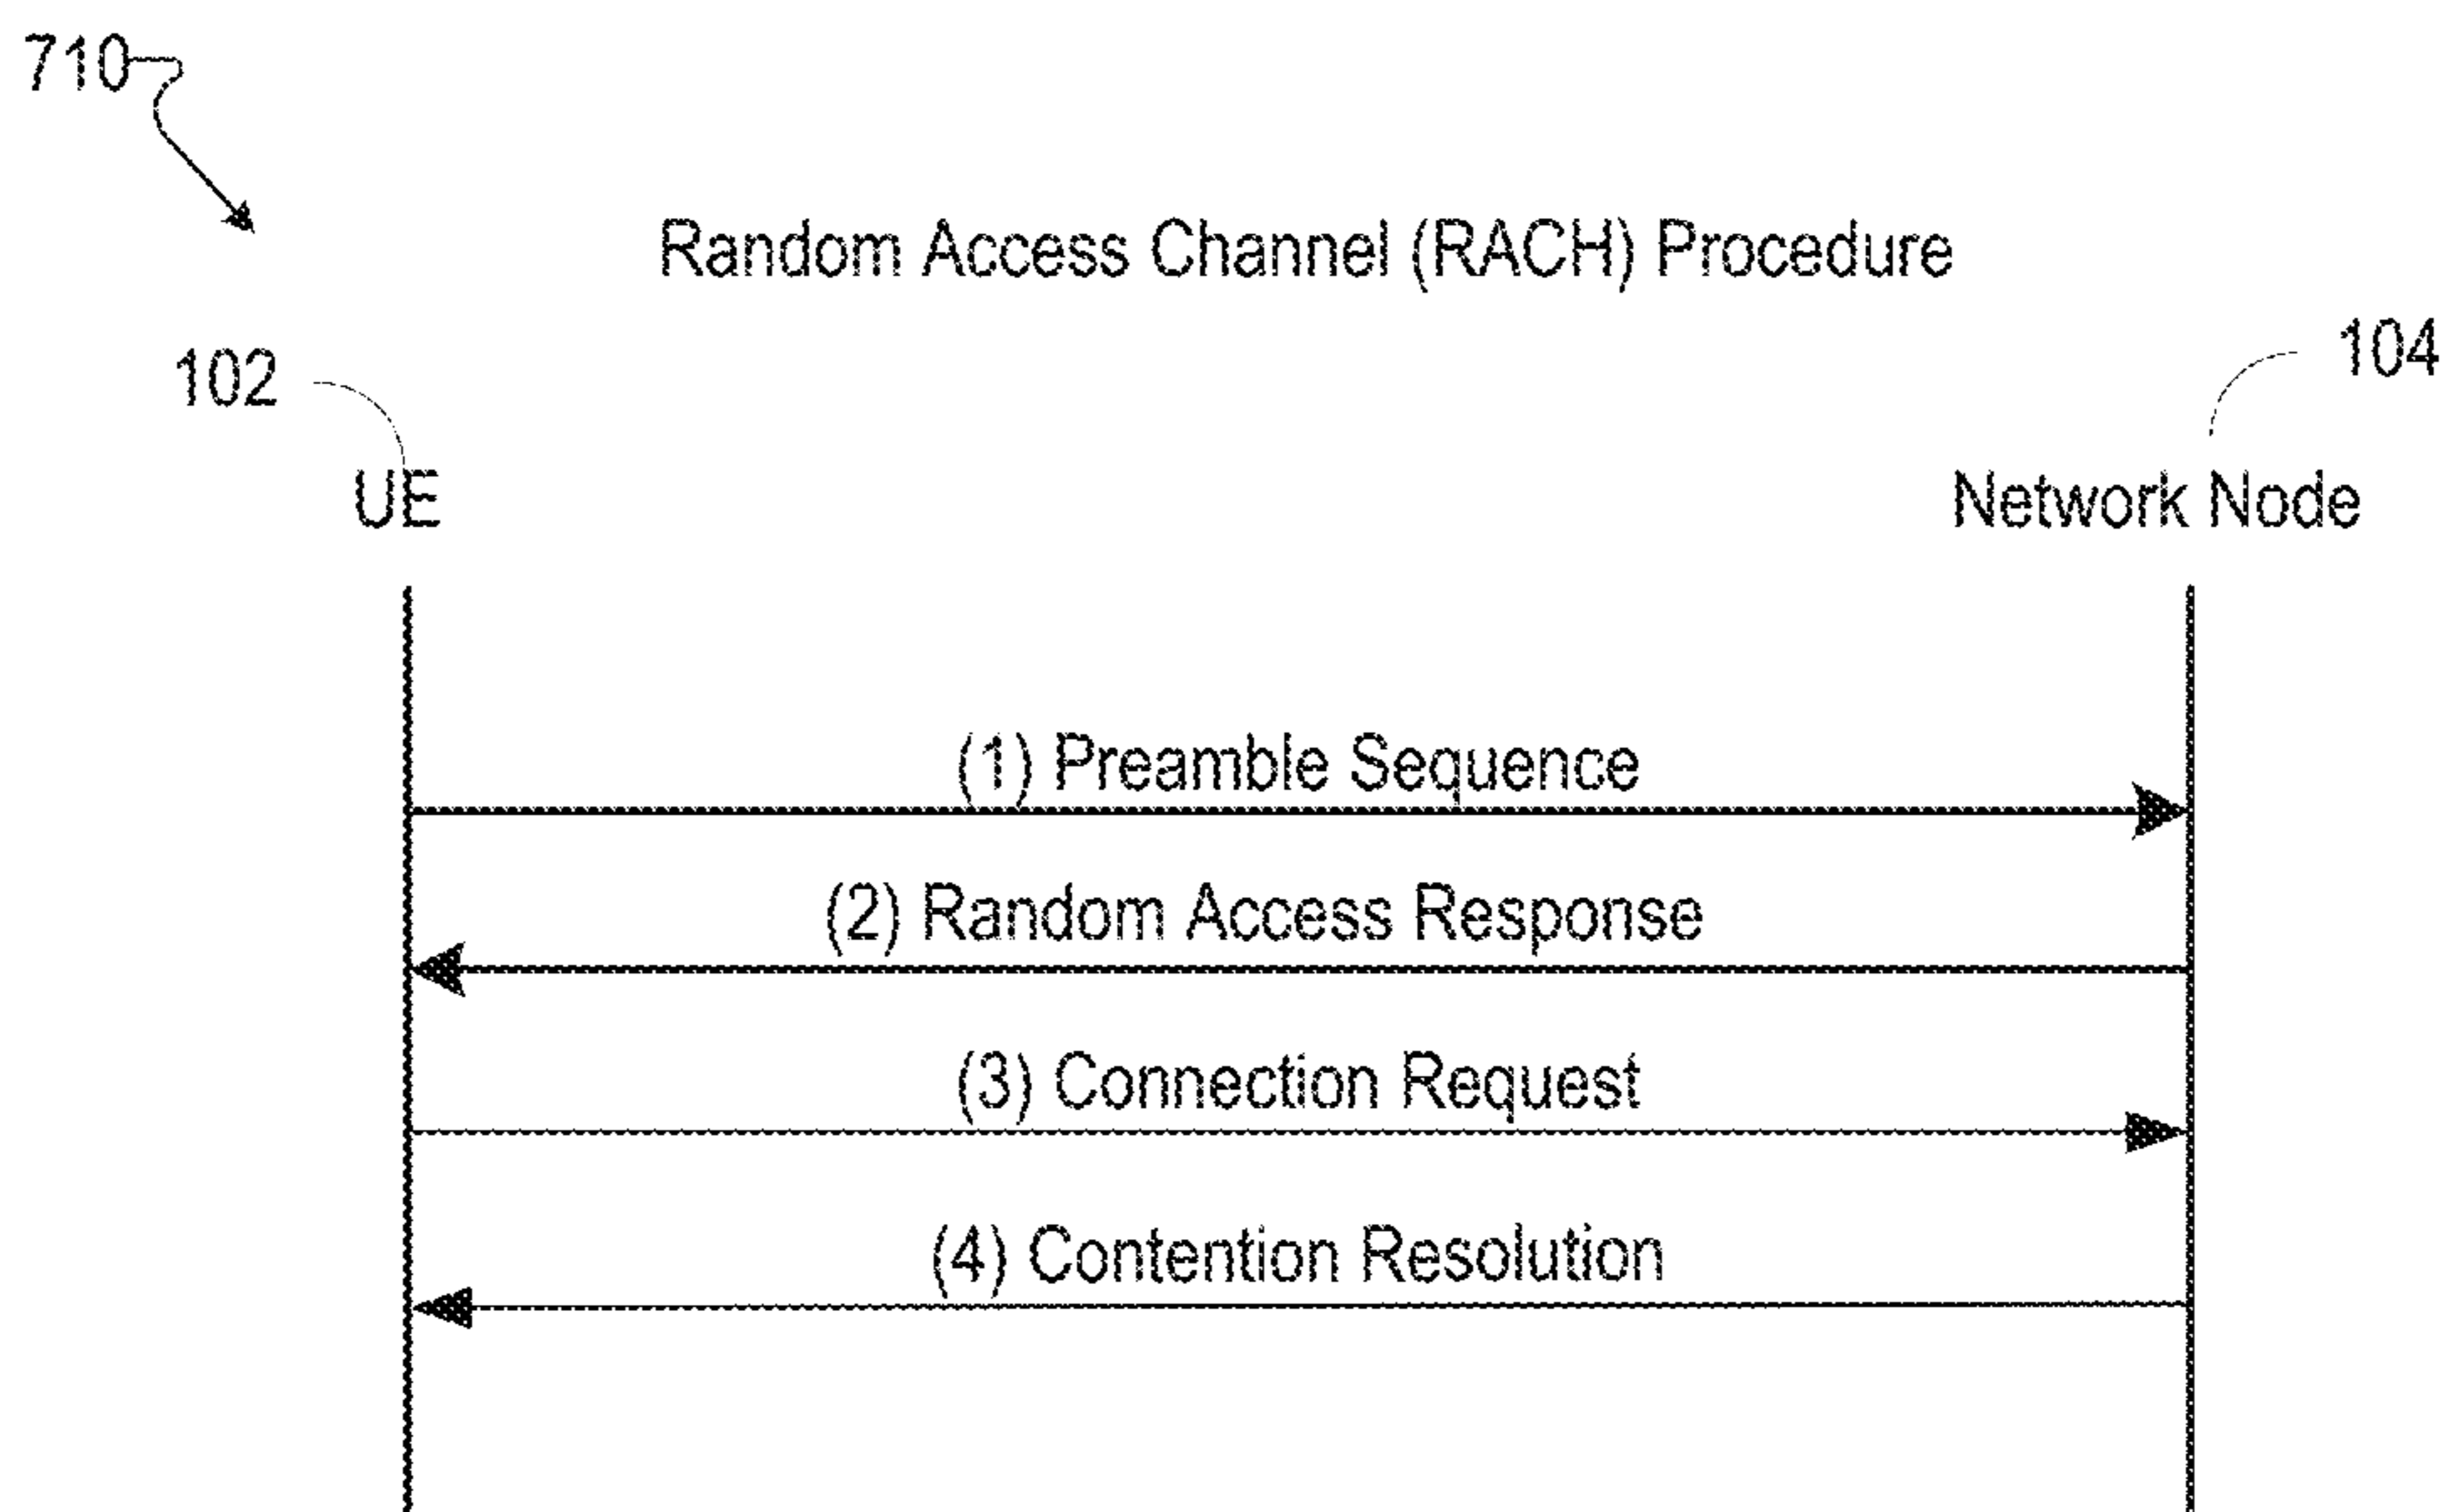 710
Random Access Channel (RACH) Procedure
102
104
UE
Network Node
(1) Preamble Sequence
(2) Random Access Response
(3) Connection Request
(4) Contention Resolution